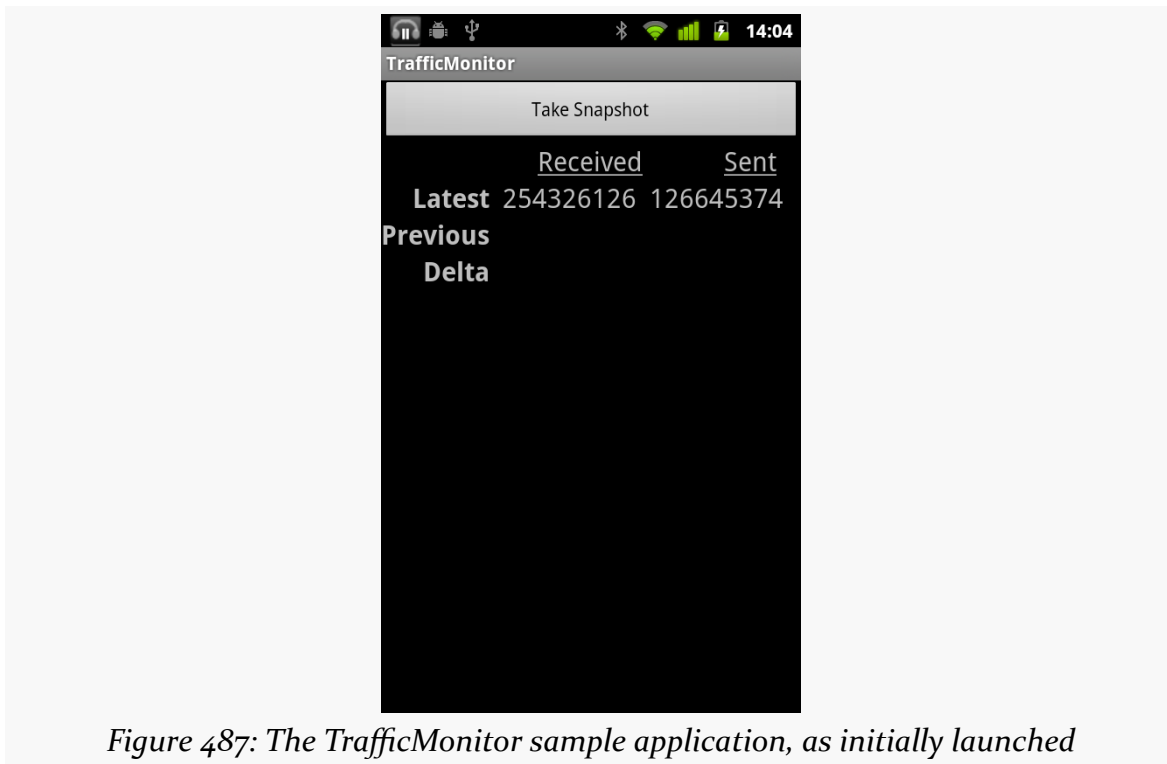 14:04
TrafficMonitor
Take Snapshot
Received Sent
Latest 254326126 126645374
Previous
Delta
Figure 487: The TrafficMonitor sample application, as initially launched